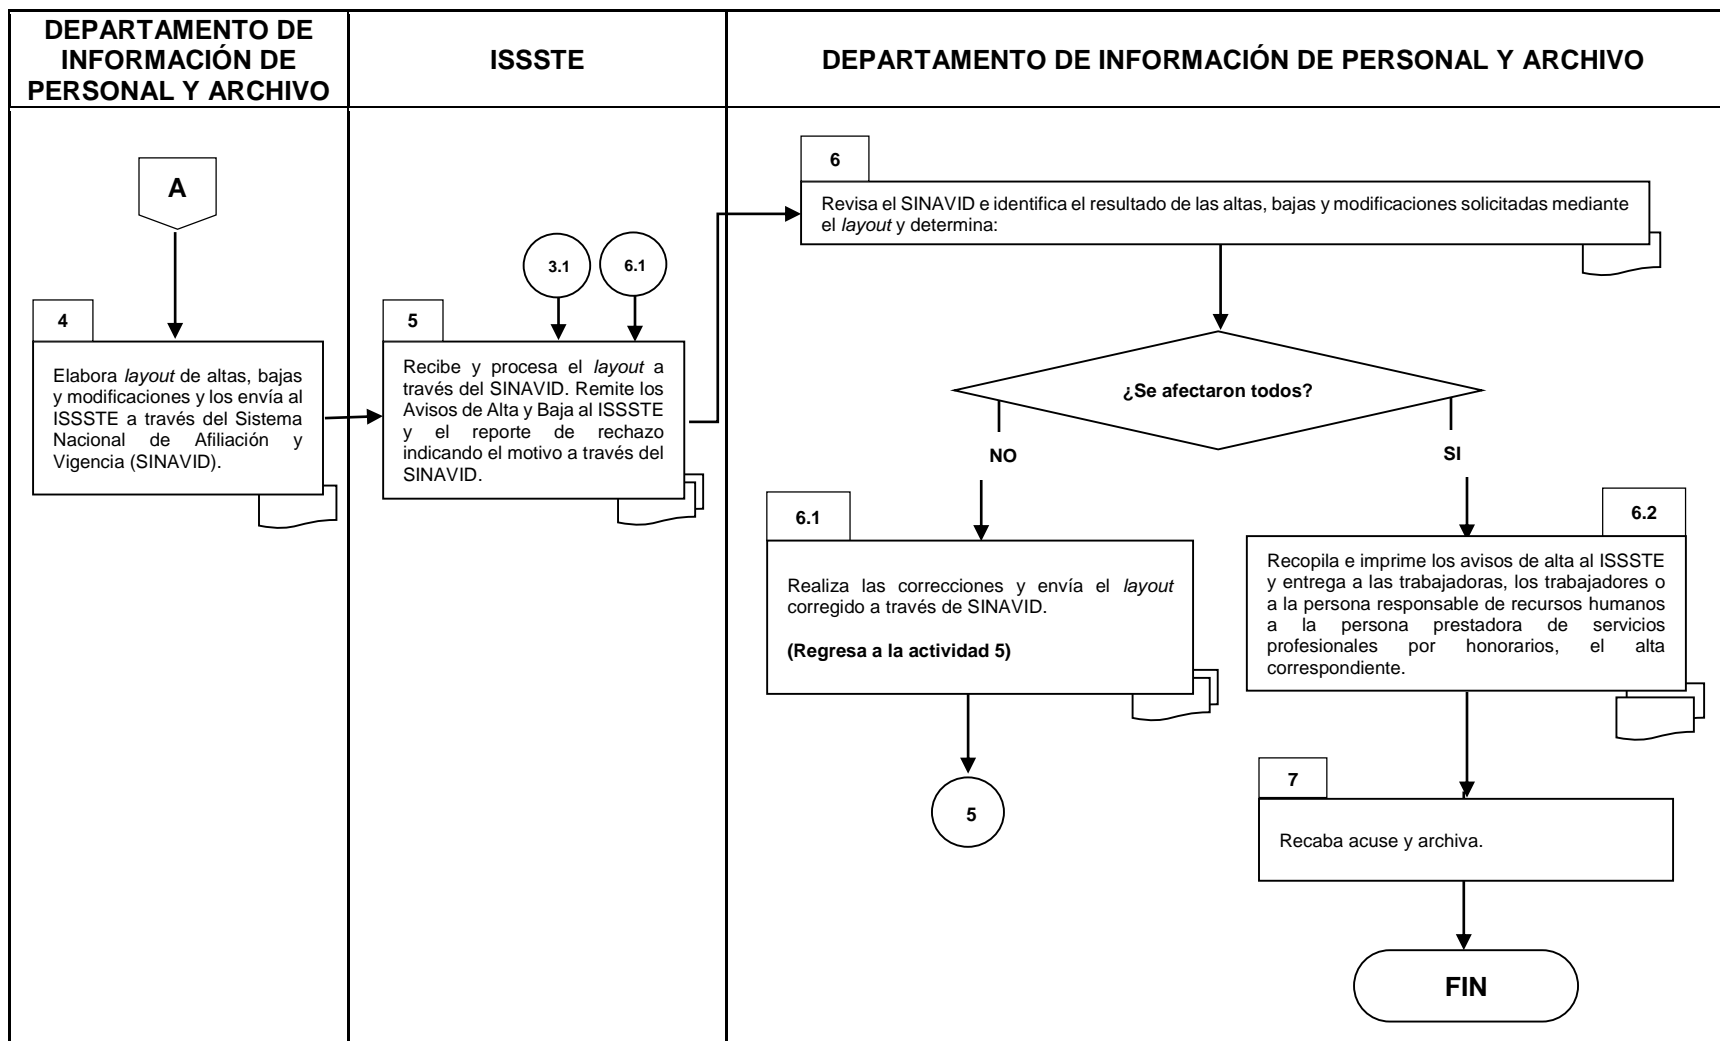 DEPARTAMENTO DE
INFORMACIÓN DE
PERSONAL Y ARCHIVO
ISSSTE
DEPARTAMENTO DE INFORMACIÓN DE PERSONAL Y ARCHIVO
A
4
Elabora layout de altas, bajas
y modificaciones y los envía al
ISSSTE a través del Sistema
Nacional de Afiliación y
Vigencia (SINAVID).
3.1
6.1
5
Recibe y procesa el layout a
través del SINAVID. Remite los
Avisos de Alta y Baja al ISSSTE
y el reporte de rechazo
indicando el motivo a través del
SINAVID.
6
Revisa el SINAVID e identifica el resultado de las altas, bajas y modificaciones solicitadas mediante
el layout y determina:
¿Se afectaron todos?
NO
SI
6.1
Realiza las correcciones y envía el layout
corregido a través de SINAVID.
(Regresa a la actividad 5)
5
6.2
Recopila e imprime los avisos de alta al ISSSTE
y entrega a las trabajadoras, los trabajadores o
a la persona responsable de recursos humanos
a la persona prestadora de servicios
profesionales por honorarios, el alta
correspondiente.
7
Recaba acuse y archiva.
FIN